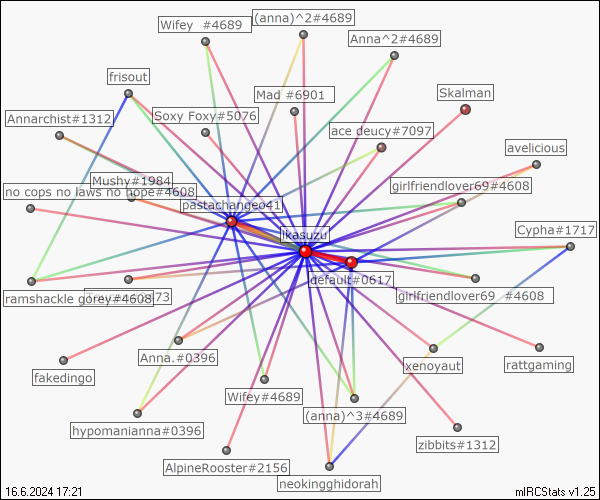 Wifey  #4689
(anna)^2#4689
Anna^2#4689
frisout
Skalman
Mad #6901
Annarchist#1312
Soxy Foxy#5076
ace deucy#7097
avelicious
Mushy#1984
no cops no laws no hope#4608
girlfriendlover69#4608
pastachangeo41
Cypha#1717
ikasuzu
default#0617
ramshackle gorey#4608
73
girlfriendlover69  #4608
Anna.#0396
xenoyaut
rattgaming
fakedingo
Wifey#4689
(anna)^3#4689
hypomanianna#0396
zibbits#1312
AlpineRooster#2156
neokingghidorah
16.6.2024 17:21
mIRCStats v1.25